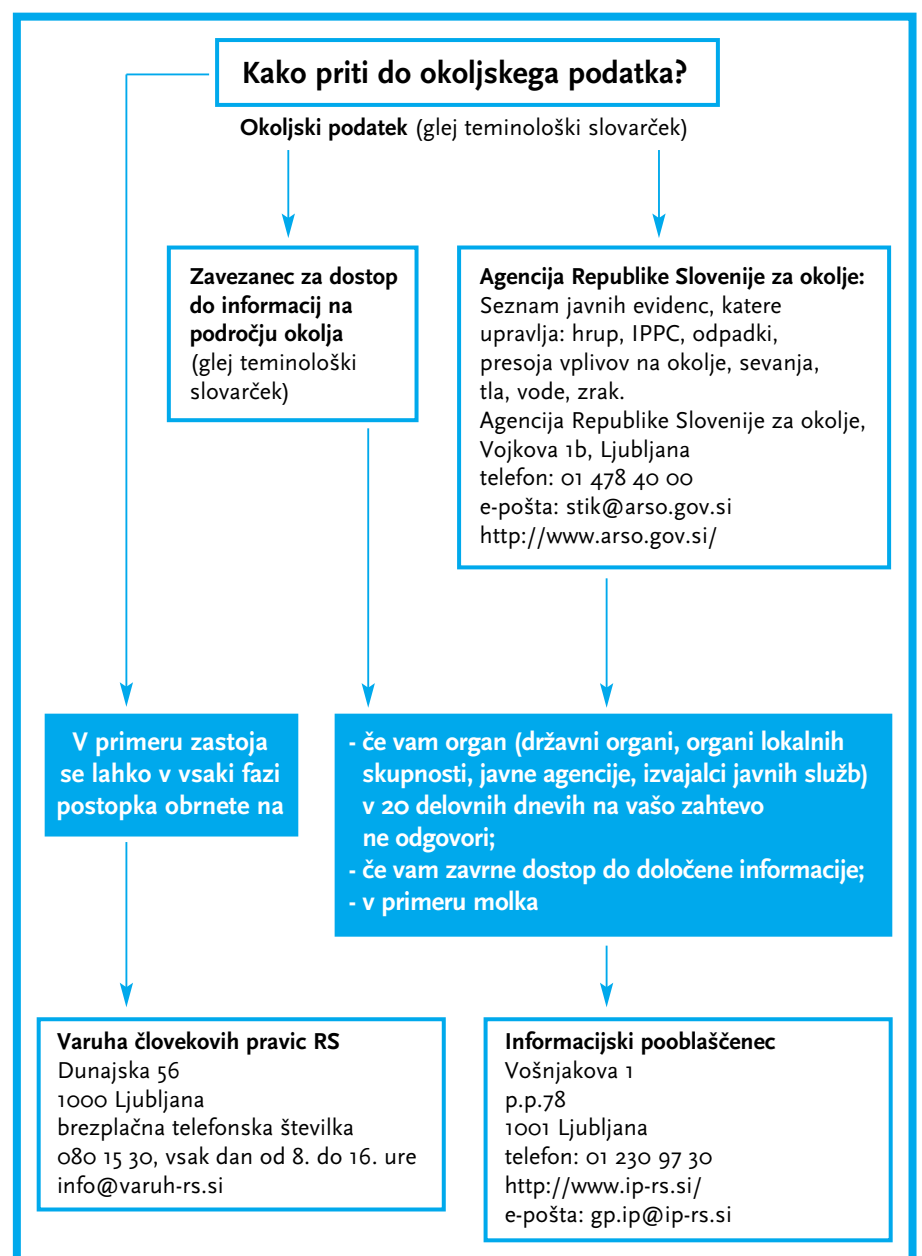 Kako priti do okoljskega podatka?
Okoljski podatek (glej teminološki slovarček)
Zavezanec za dostop
do informacij na
področju okolja
(glej teminološki
slovarček)
Agencija Republike Slovenije za okolje:
Seznam javnih evidenc, katere
upravlja: hrup, IPPC, odpadki,
presoja vplivov na okolje, sevanja,
tla, vode, zrak.
Agencija Republike Slovenije za okolje,
Vojkova 1b, Ljubljana
telefon: 01 478 40 00
e-pošta: stik@arso.gov.si
http://www.arso.gov.si/
V primeru zastoja
se lahko v vsaki fazi
postopka obrnete na
- če vam organ (državni organi, organi lokalnih
skupnosti, javne agencije, izvajalci javnih služb)
v 20 delovnih dnevih na vašo zahtevo
ne odgovori;
- če vam zavrne dostop do določene informacije;
- v primeru molka
Varuha človekovih pravic RS
Dunajska 56
1000 Ljubljana
brezplačna telefonska številka
080 15 30, vsak dan od 8. do 16. ure
info@varuh-rs.si
Informacijski pooblaščenec
Vošnjakova 1
p.p.78
1001 Ljubljana
telefon: 01 230 97 30
http://www.ip-rs.si/
e-pošta: gp.ip@ip-rs.si